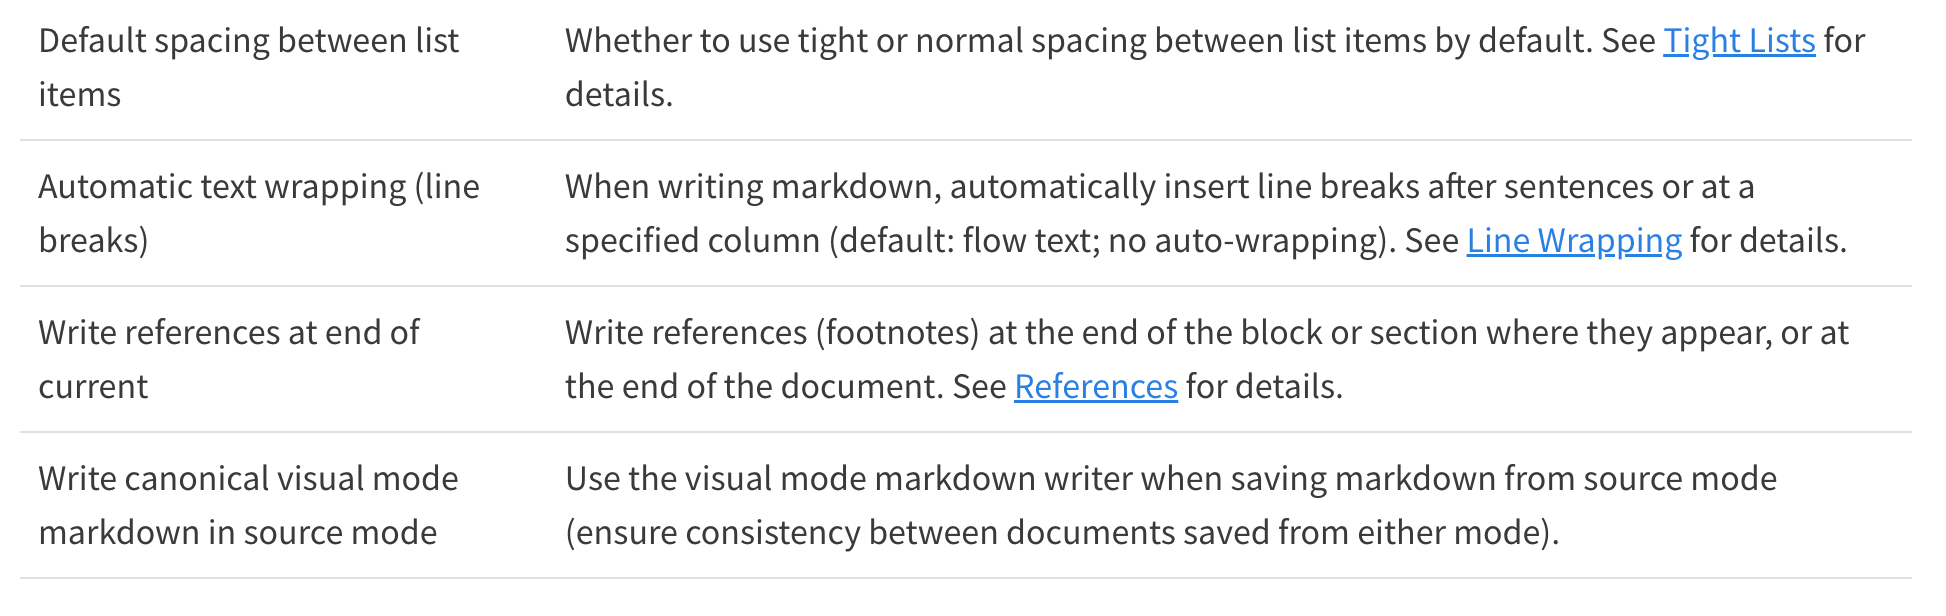 Default spacing between list
items
Whether to use tight or normal spacing between list items by default. See Tight Lists for
details.
Automatic text wrapping (line
breaks)
When writing markdown, automatically insert line breaks after sentences or at a
specified column (default: flow text; no auto-wrapping). See Line Wrapping for details.
Write references at end of
current
Write references (footnotes) at the end of the block or section where they appear, or at
the end of the document. See References for details.
Write canonical visual mode
markdown in source mode
Use the visual mode markdown writer when saving markdown from source mode
(ensure consistency between documents saved from either mode).